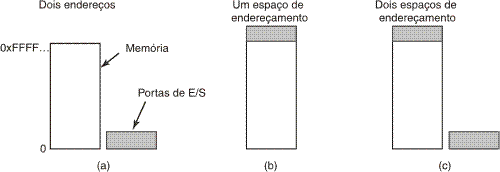 Dois endereços
Um espaço de
endereçamento
Dois espaços de
endereçamento
0xFFFF...
Memória
Portas de E/S
0
(a)
(b)
(c)